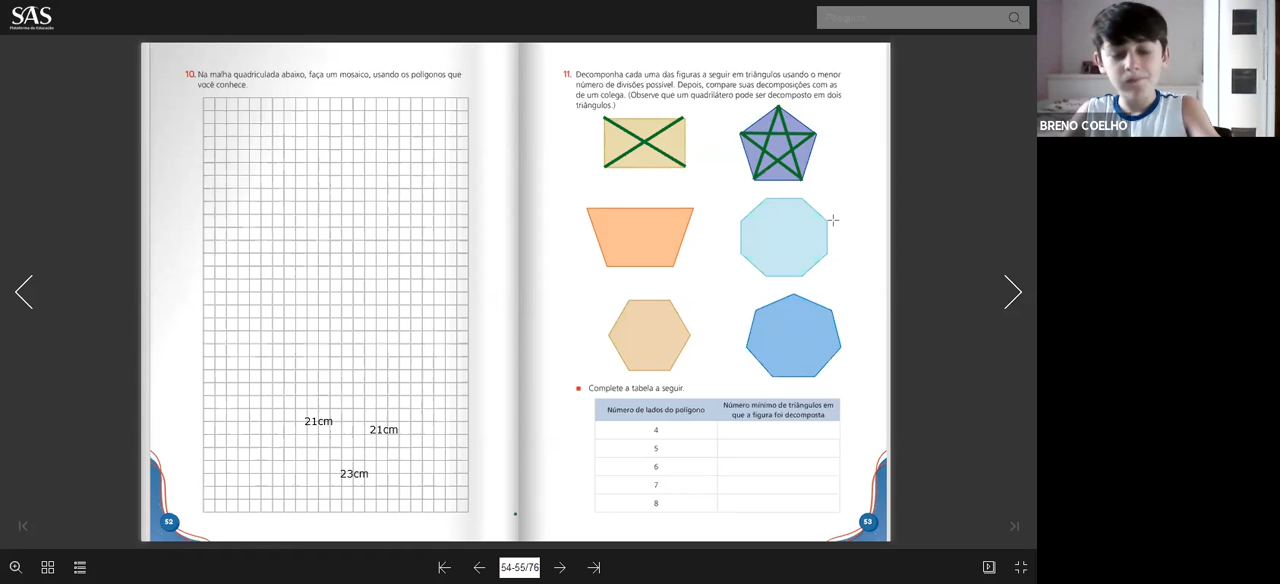 SAS
Plataforma de Educação
Pesquisar
BRENO COELHO
10. Na malha quadriculada abaixo, faça um mosaico, usando os polígonos que
você conhece.
21cm
21cm
23cm
52
11. Decomponha cada uma das figuras a seguir em triângulos usando o menor
número de divisões possível. Depois, compare suas decomposições com as
de um colega. (Observe que um quadrilátero pode ser decomposto em dois
triângulos.)
Complete a tabela a seguir.
Número de lados do polígono
Número mínimo de triângulos em
que a figura foi decomposta
4
5
6
7
8
53
54-55/76